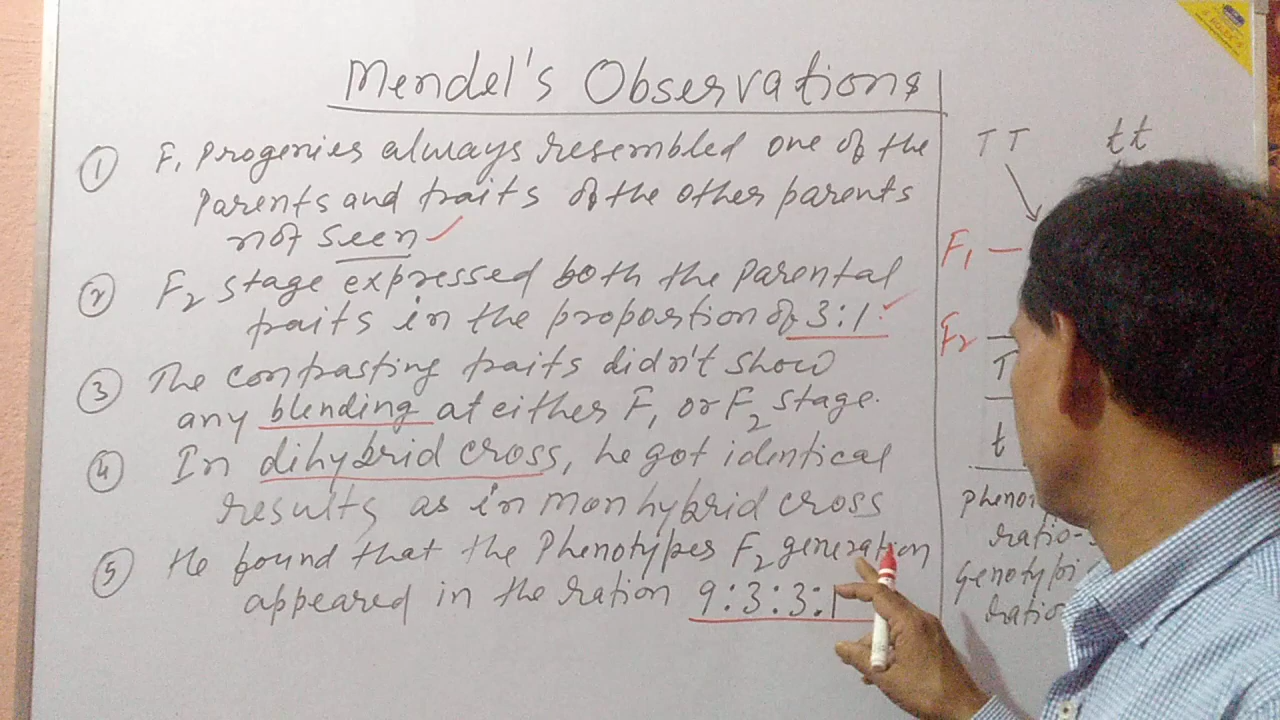 Mendel's Observations
① F₁ Progenies always resembled one of the
Parents and traits of the other parents
not seen
② F₂ stage expressed both the Parental
traits in the proportion of 3:1
③ The contrasting traits didn't show
any blending at either F₁ or F₂ stage.
④ In dihybrid cross, he got identical
results as in monhybrid cross
⑤ He found that the Phenotypes F₂ generation
appeared in the ration 9:3:3:1
TT tt
F₁
F₂
T
t
ratio-
ratio